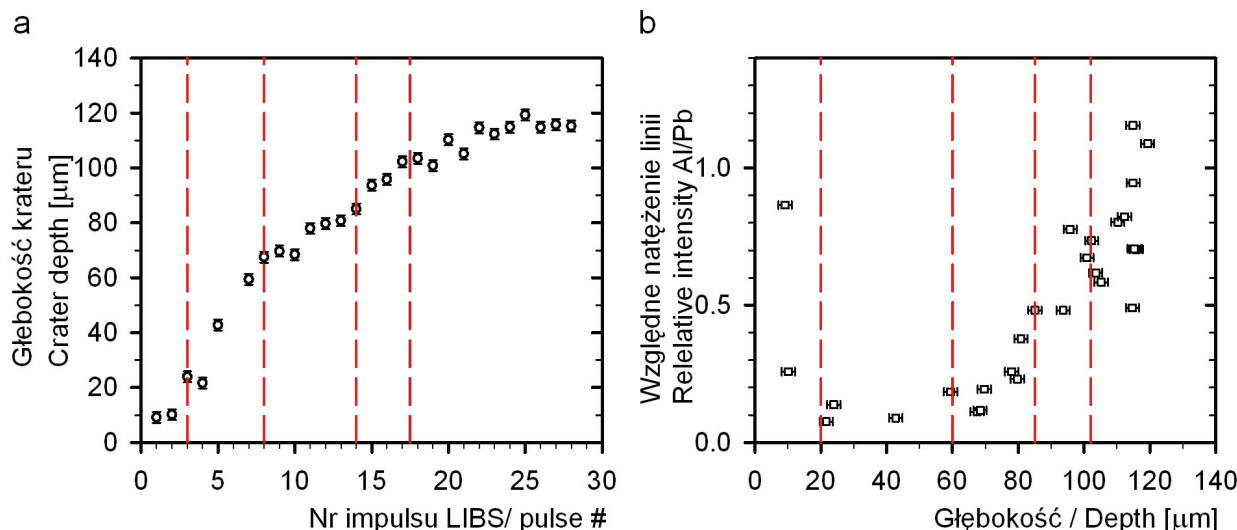 a
Głebokość krateru
Crater depth [μm]
140
120
100
80
60
40
20
0
0 5 10 15 20 25 30
Nr impulsu LIBS/ pulse #
b
Względne natężenie linii
Relelative intensity Al/Pb
1.0
0.5
0.0
0 20 40 60 80 100 120 140
Głębokość / Depth [μm]